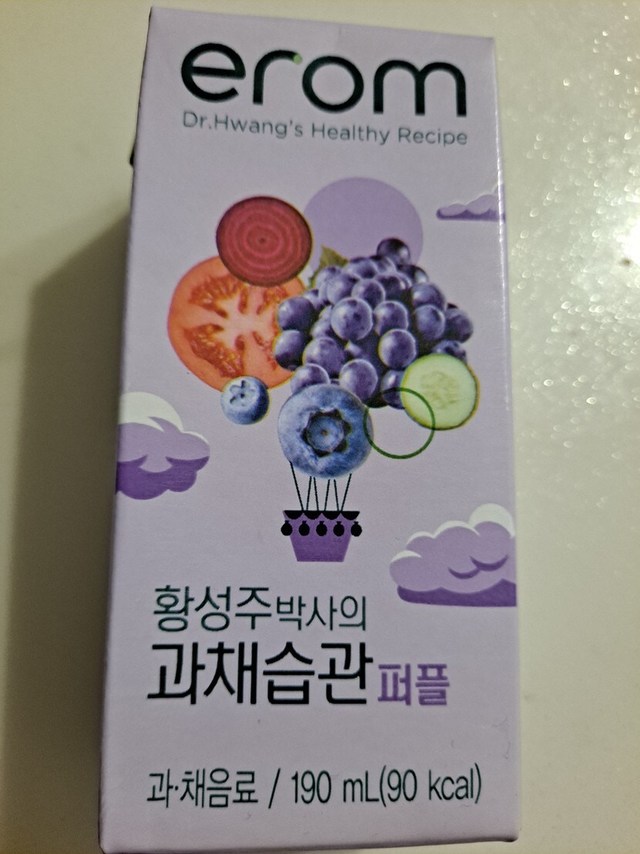 erom
Dr.Hwang's Healthy Recipe
황성주박사의
과채습관 퍼플
과·채음료 / 190 mL(90 kcal)